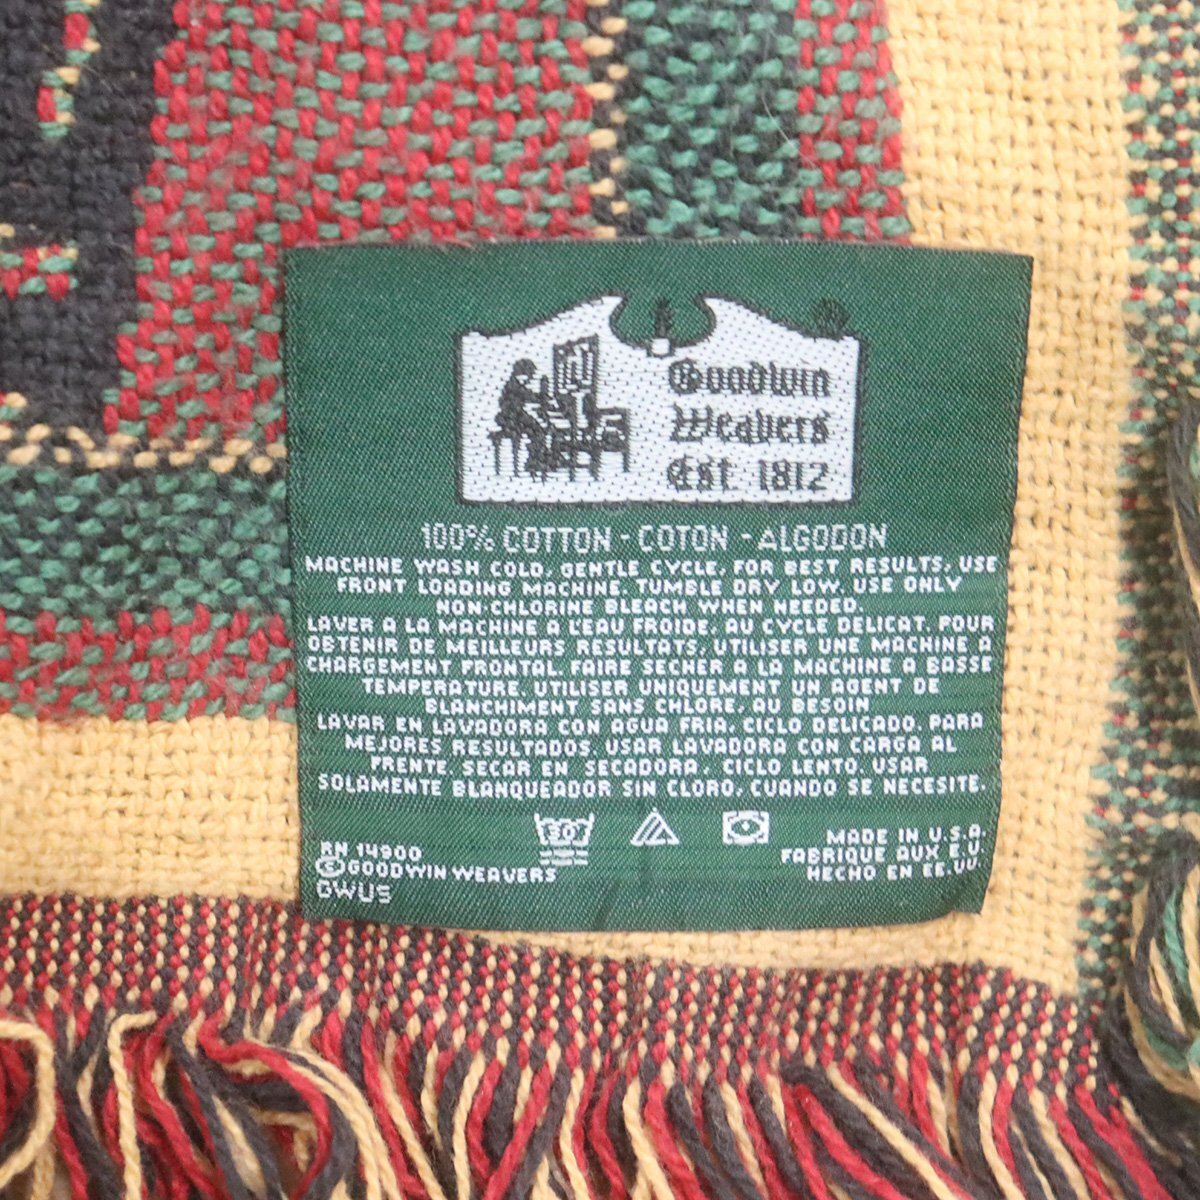 Goodwin
Weavers
Est 1812
100% COTTON - COTON - ALGODON
MACHINE WASH COLD, GENTLE CYCLE, FOR BEST RESULTS, USE
FRONT LOADING MACHINE. TUMBLE DRY LOW. USE ONLY
NON-CHLORINE BLEACH WHEN NEEDED.
LAVER A LA MACHINE A L'EAU FROIDE, AU CYCLE DELICAT. POUR
OBTENIR DE MEILLEURS RESULTATS, UTILISER UNE MACHINE A
CHARGEMENT FRONTAL. FAIRE SECHER A LA MACHINE A BASSE
TEMPERATURE. UTILISER UNIQUEMENT UN AGENT DE
BLANCHIMENT SANS CHLORE, AU BESOIN
LAVAR EN LAVADORA CON AGUA FRIA, CICLO DELICADO. PARA
MEJORES RESULTADOS, USAR LAVADORA CON CARGA AL
FRENTE. SECAR EN SECADORA, CICLO LENTO. USAR
SOLAMENTE BLANQUEADOR SIN CLORO, CUANDO SE NECESITE.
30°
RN 14900
©GOODWIN WEAVERS
GWUS
MADE IN U.S.A.
FABRIQUE AUX E.U.
HECHO EN EE.UU.